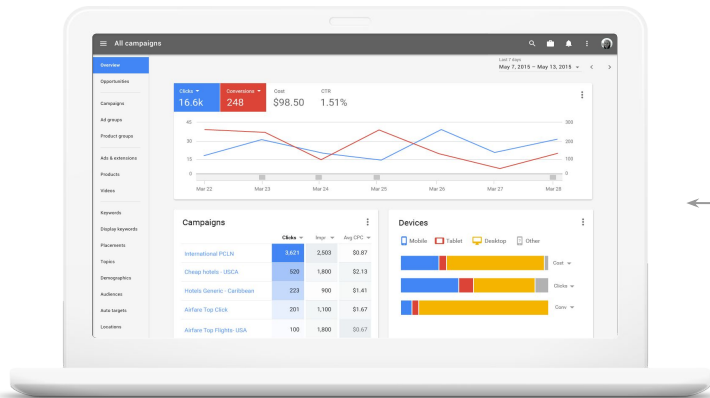 All campaigns
Last 7 days
May 7, 2015 – May 13, 2015
Overview
Opportunities
Campaigns
Ad groups
Product groups
Ads & extensions
Products
Videos
Keywords
Display keywords
Placements
Topics
Demographics
Audiences
Auto targets
Locations
Clicks Conversions Cost CTR
16.6k 248 $98.50 1.51%
45 300
30 200
15 100
0 0
Mar 22 Mar 23 Mar 24 Mar 25 Mar 26 Mar 27 Mar 28
Campaigns
Clicks Impr. Avg CPC
International PCLN 3,621 2,503 $0.87
Cheap hotels - USCA 520 1,800 $2.13
Hotels Generic - Caribbean 223 900 $1.41
Airfare Top Click 201 1,100 $1.67
Airfare Top Flights- USA 100 1,800 $0.67
Devices
Mobile Tablet Desktop Other
Cost
Clicks
Conv